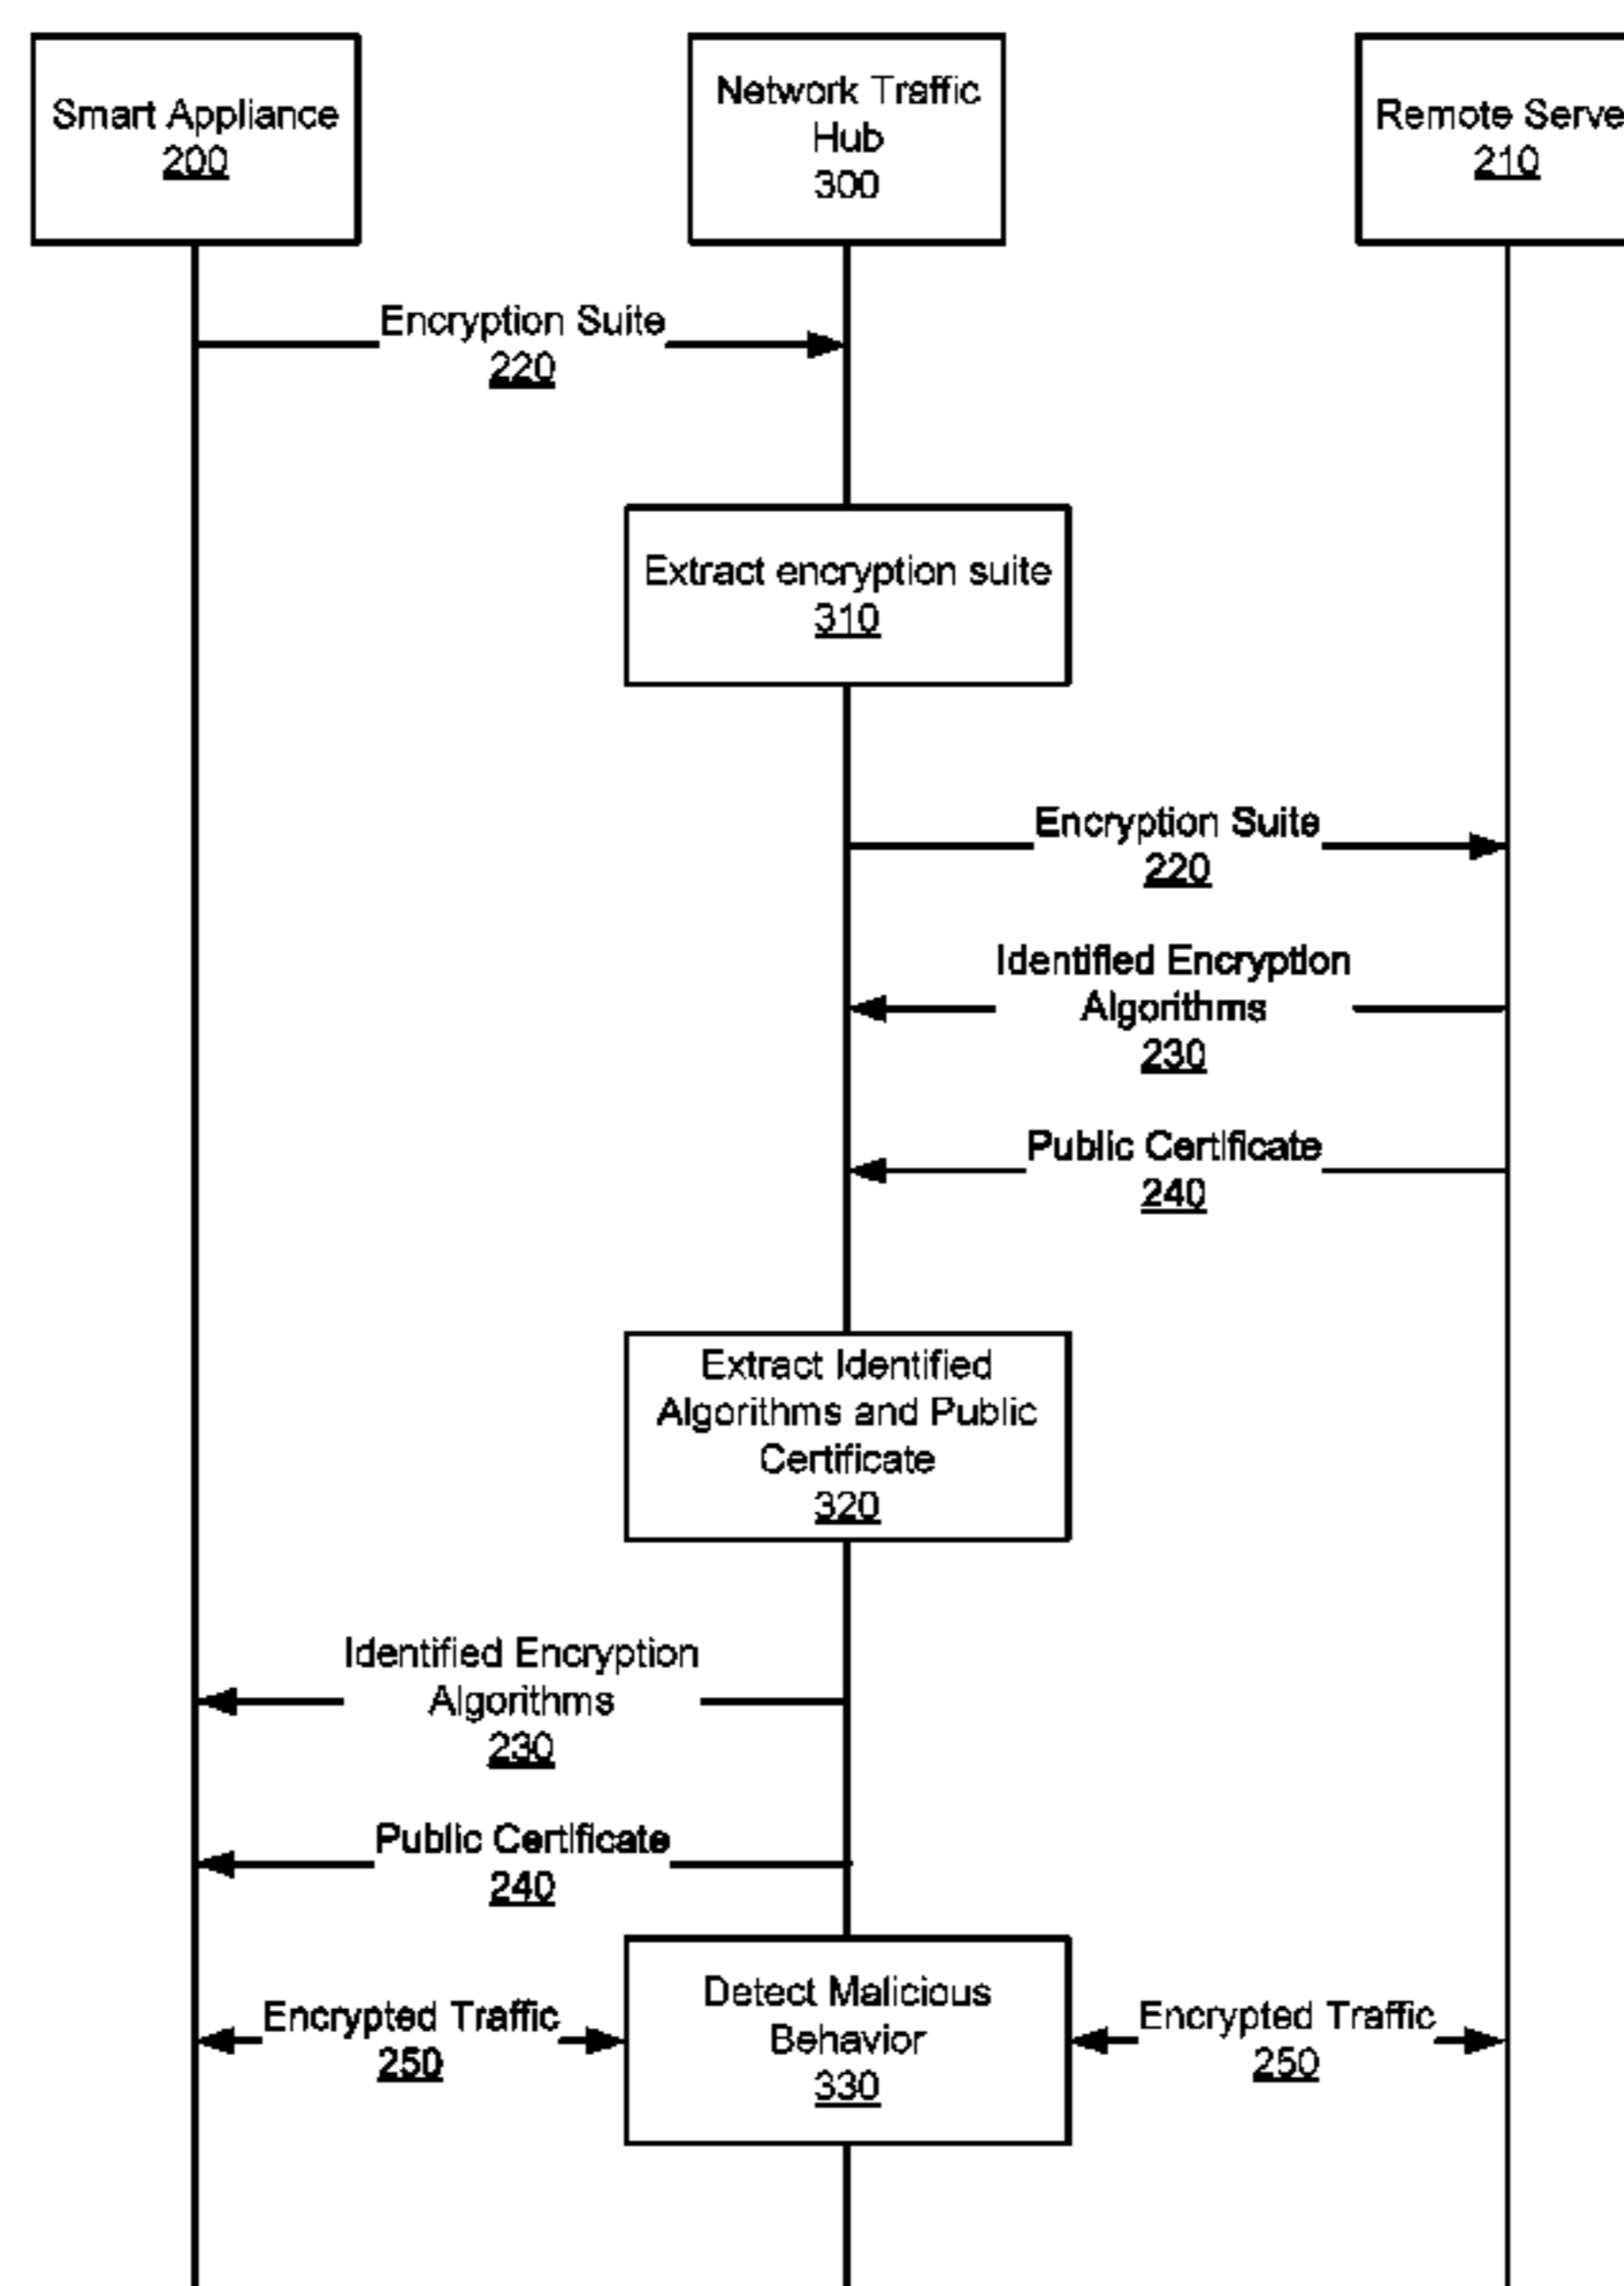 Smart Appliance
200
Network Traffic
Hub
300
Remote Serve
210
Encryption Suite
220
Extract encryption suite
310
Encryption Suite
220
Identified Encryption
Algorithms
230
Public Certificate
240
Extract Identified
Algorithms and Public
Certificate
320
Identified Encryption
Algorithms
230
Public Certificate
240
Encrypted Traffic
250
Detect Malicious
Behavior
330
Encrypted Traffic
250